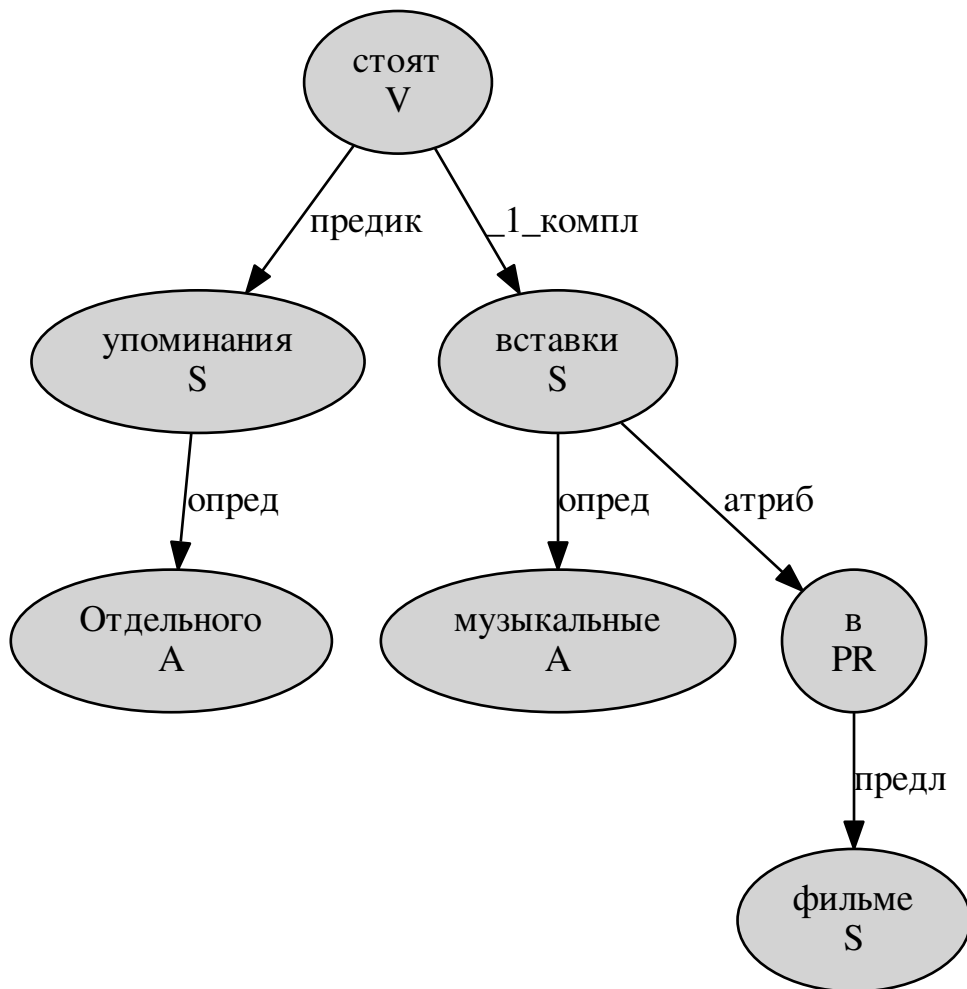 стоят
V
предик
_1_компл
упоминания
S
вставки
S
опред
опред
атриб
Отдельного
A
музыкальные
A
в
PR
предл
фильме
S